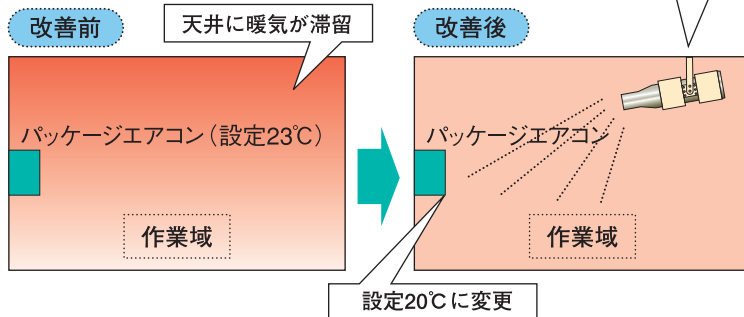 改善前
天井に暖気が滞留
パッケージエアコン（設定23℃）
作業域
改善後
パッケージエアコン
作業域
設定20℃に変更